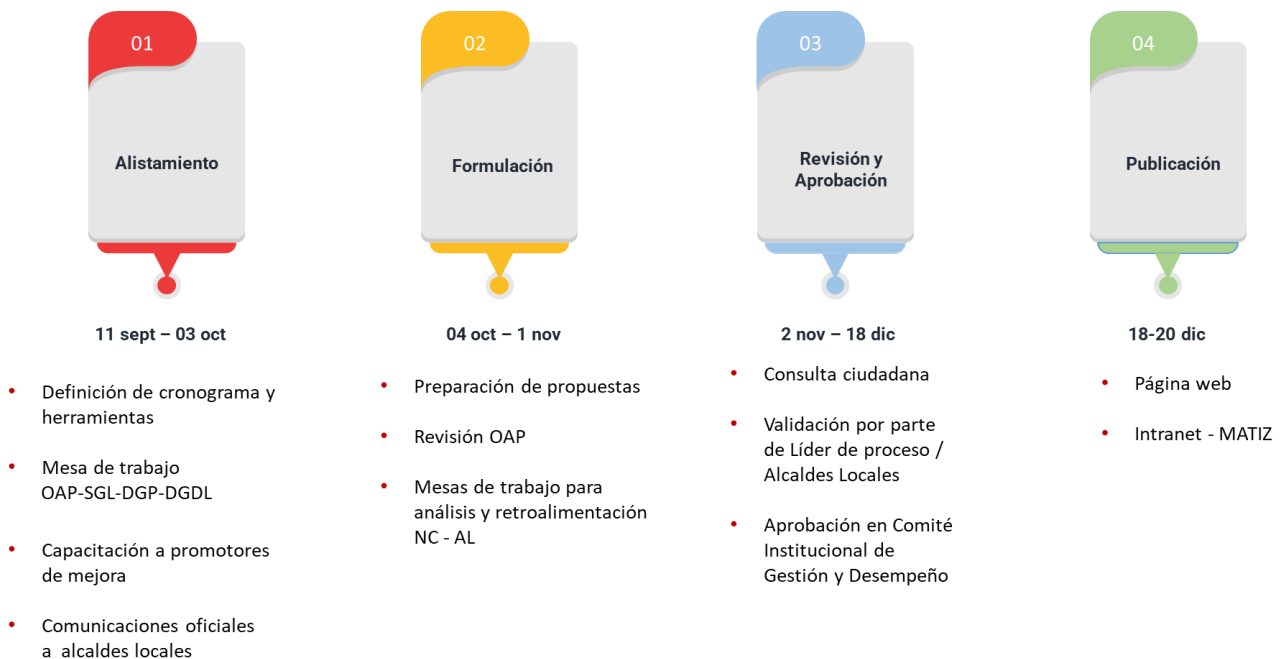 01
Alistamiento
11 sept – 03 oct
• Definición de cronograma y
herramientas
• Mesa de trabajo
OAP-SGL-DGP-DGDL
• Capacitación a promotores
de mejora
• Comunicaciones oficiales
a alcaldes locales
02
Formulación
04 oct – 1 nov
• Preparación de propuestas
• Revisión OAP
• Mesas de trabajo para
análisis y retroalimentación
NC - AL
03
Revisión y
Aprobación
2 nov – 18 dic
• Consulta ciudadana
• Validación por parte
de Líder de proceso /
Alcaldes Locales
• Aprobación en Comité
Institucional de
Gestión y Desempeño
04
Publicación
18-20 dic
• Página web
• Intranet - MATIZ